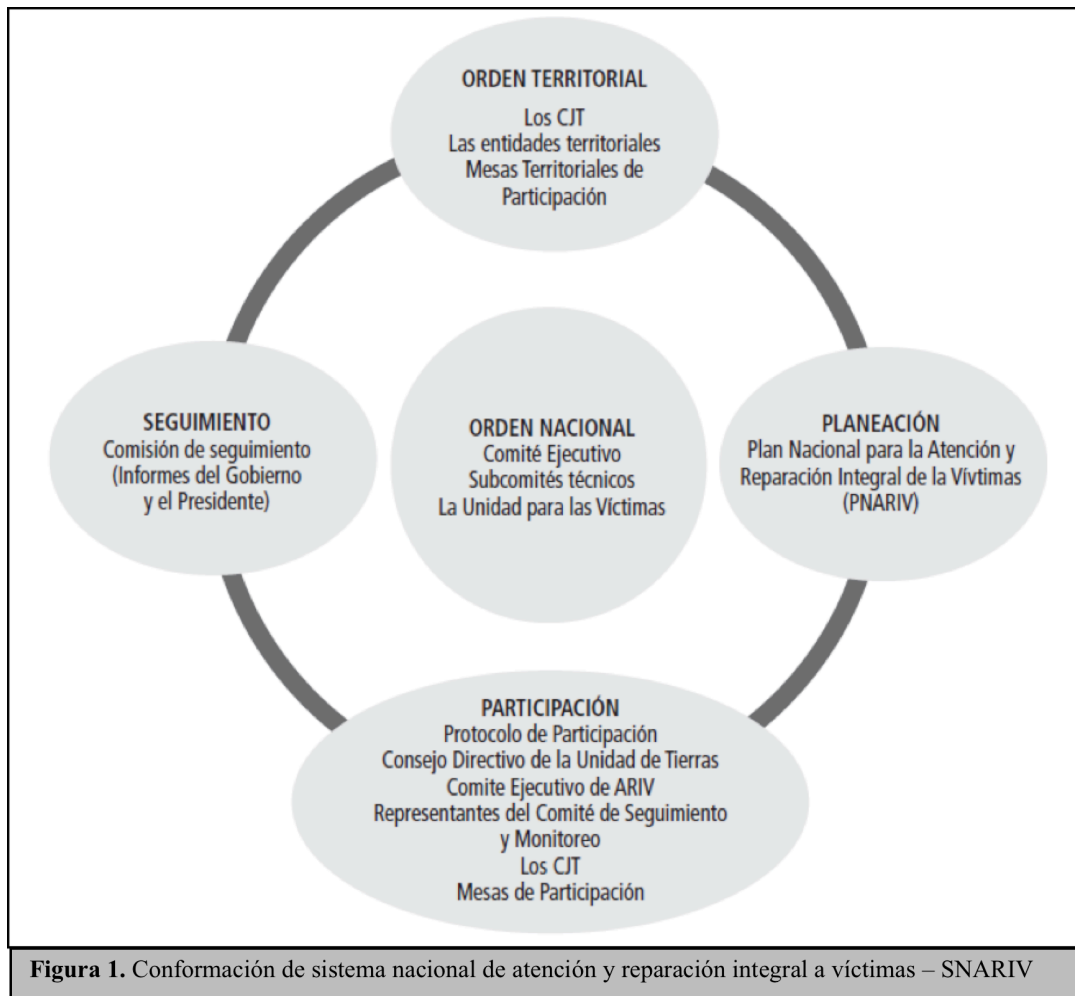 ORDEN TERRITORIAL
Los CJT
Las entidades territoriales
Mesas Territoriales de
Participación
SEGUIMIENTO
Comisión de seguimiento
(Informes del Gobierno
y el Presidente)
ORDEN NACIONAL
Comité Ejecutivo
Subcomités técnicos
La Unidad para las Víctimas
PLANEACIÓN
Plan Nacional para la Atención y
Reparación Integral de la Vívtimas
(PNARIV)
PARTICIPACIÓN
Protocolo de Participación
Consejo Directivo de la Unidad de Tierras
Comite Ejecutivo de ARIV
Representantes del Comité de Seguimiento
y Monitoreo
Los CJT
Mesas de Participación
Figura 1. Conformación de sistema nacional de atención y reparación integral a víctimas – SNARIV